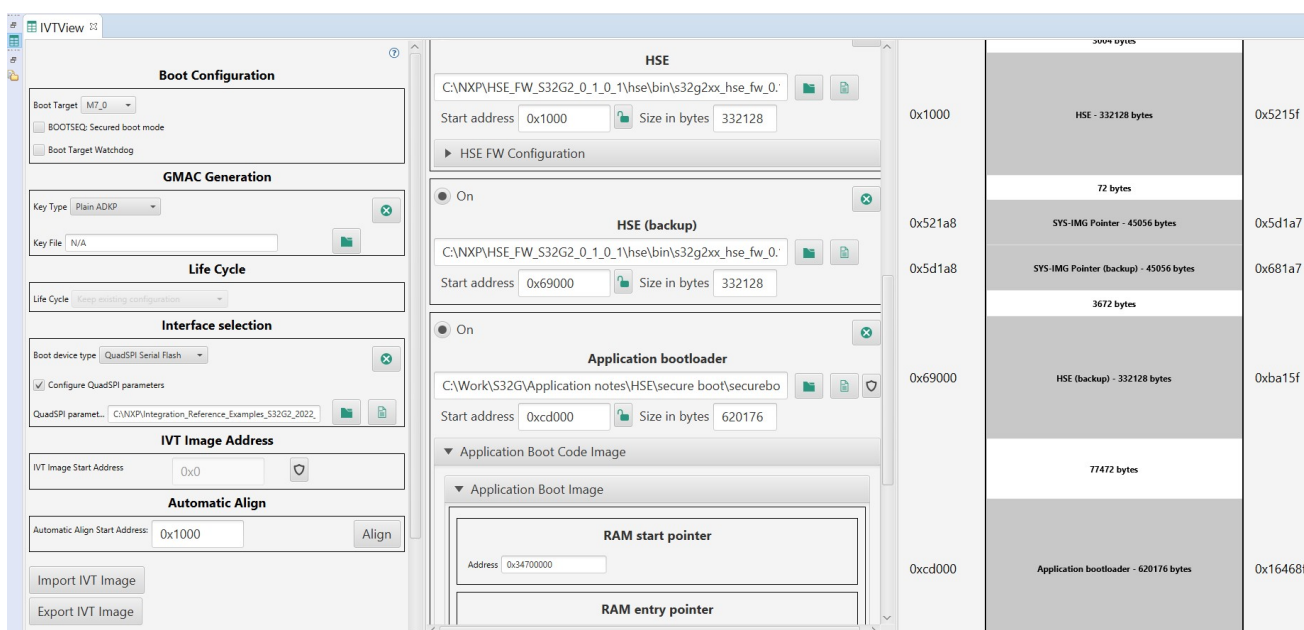 IVTView
Boot Configuration
Boot Target M7_0
BOOTSEQ: Secured boot mode
Boot Target Watchdog
GMAC Generation
Key Type Plain ADKP
Key File N/A
Life Cycle
Life Cycle Keep existing configuration
Interface selection
Boot device type QuadSPI Serial Flash
Configure QuadSPI parameters
QuadSPI paramet... C:\NXP\Integration_Reference_Examples_S32G2_2022_
IVT Image Address
IVT Image Start Address 0x0
Automatic Align
Automatic Align Start Address: 0x1000 Align
Import IVT Image
Export IVT Image
HSE
C:\NXP\HSE_FW_S32G2_0_1_0_1\hse\bin\s32g2xx_hse_fw_0.
Start address 0x1000 Size in bytes 332128
HSE FW Configuration
On
HSE (backup)
C:\NXP\HSE_FW_S32G2_0_1_0_1\hse\bin\s32g2xx_hse_fw_0.
Start address 0x69000 Size in bytes 332128
On
Application bootloader
C:\Work\S32G\Application notes\HSE\secure boot\securebo
Start address 0xcd000 Size in bytes 620176
Application Boot Code Image
Application Boot Image
RAM start pointer
Address 0x34700000
RAM entry pointer
3004 bytes
0x1000 HSE - 332128 bytes 0x5215f
72 bytes
0x521a8 SYS-IMG Pointer - 45056 bytes 0x5d1a7
0x5d1a8 SYS-IMG Pointer (backup) - 45056 bytes 0x681a7
3672 bytes
0x69000 HSE (backup) - 332128 bytes 0xba15f
77472 bytes
0xcd000 Application bootloader - 620176 bytes 0x16468f